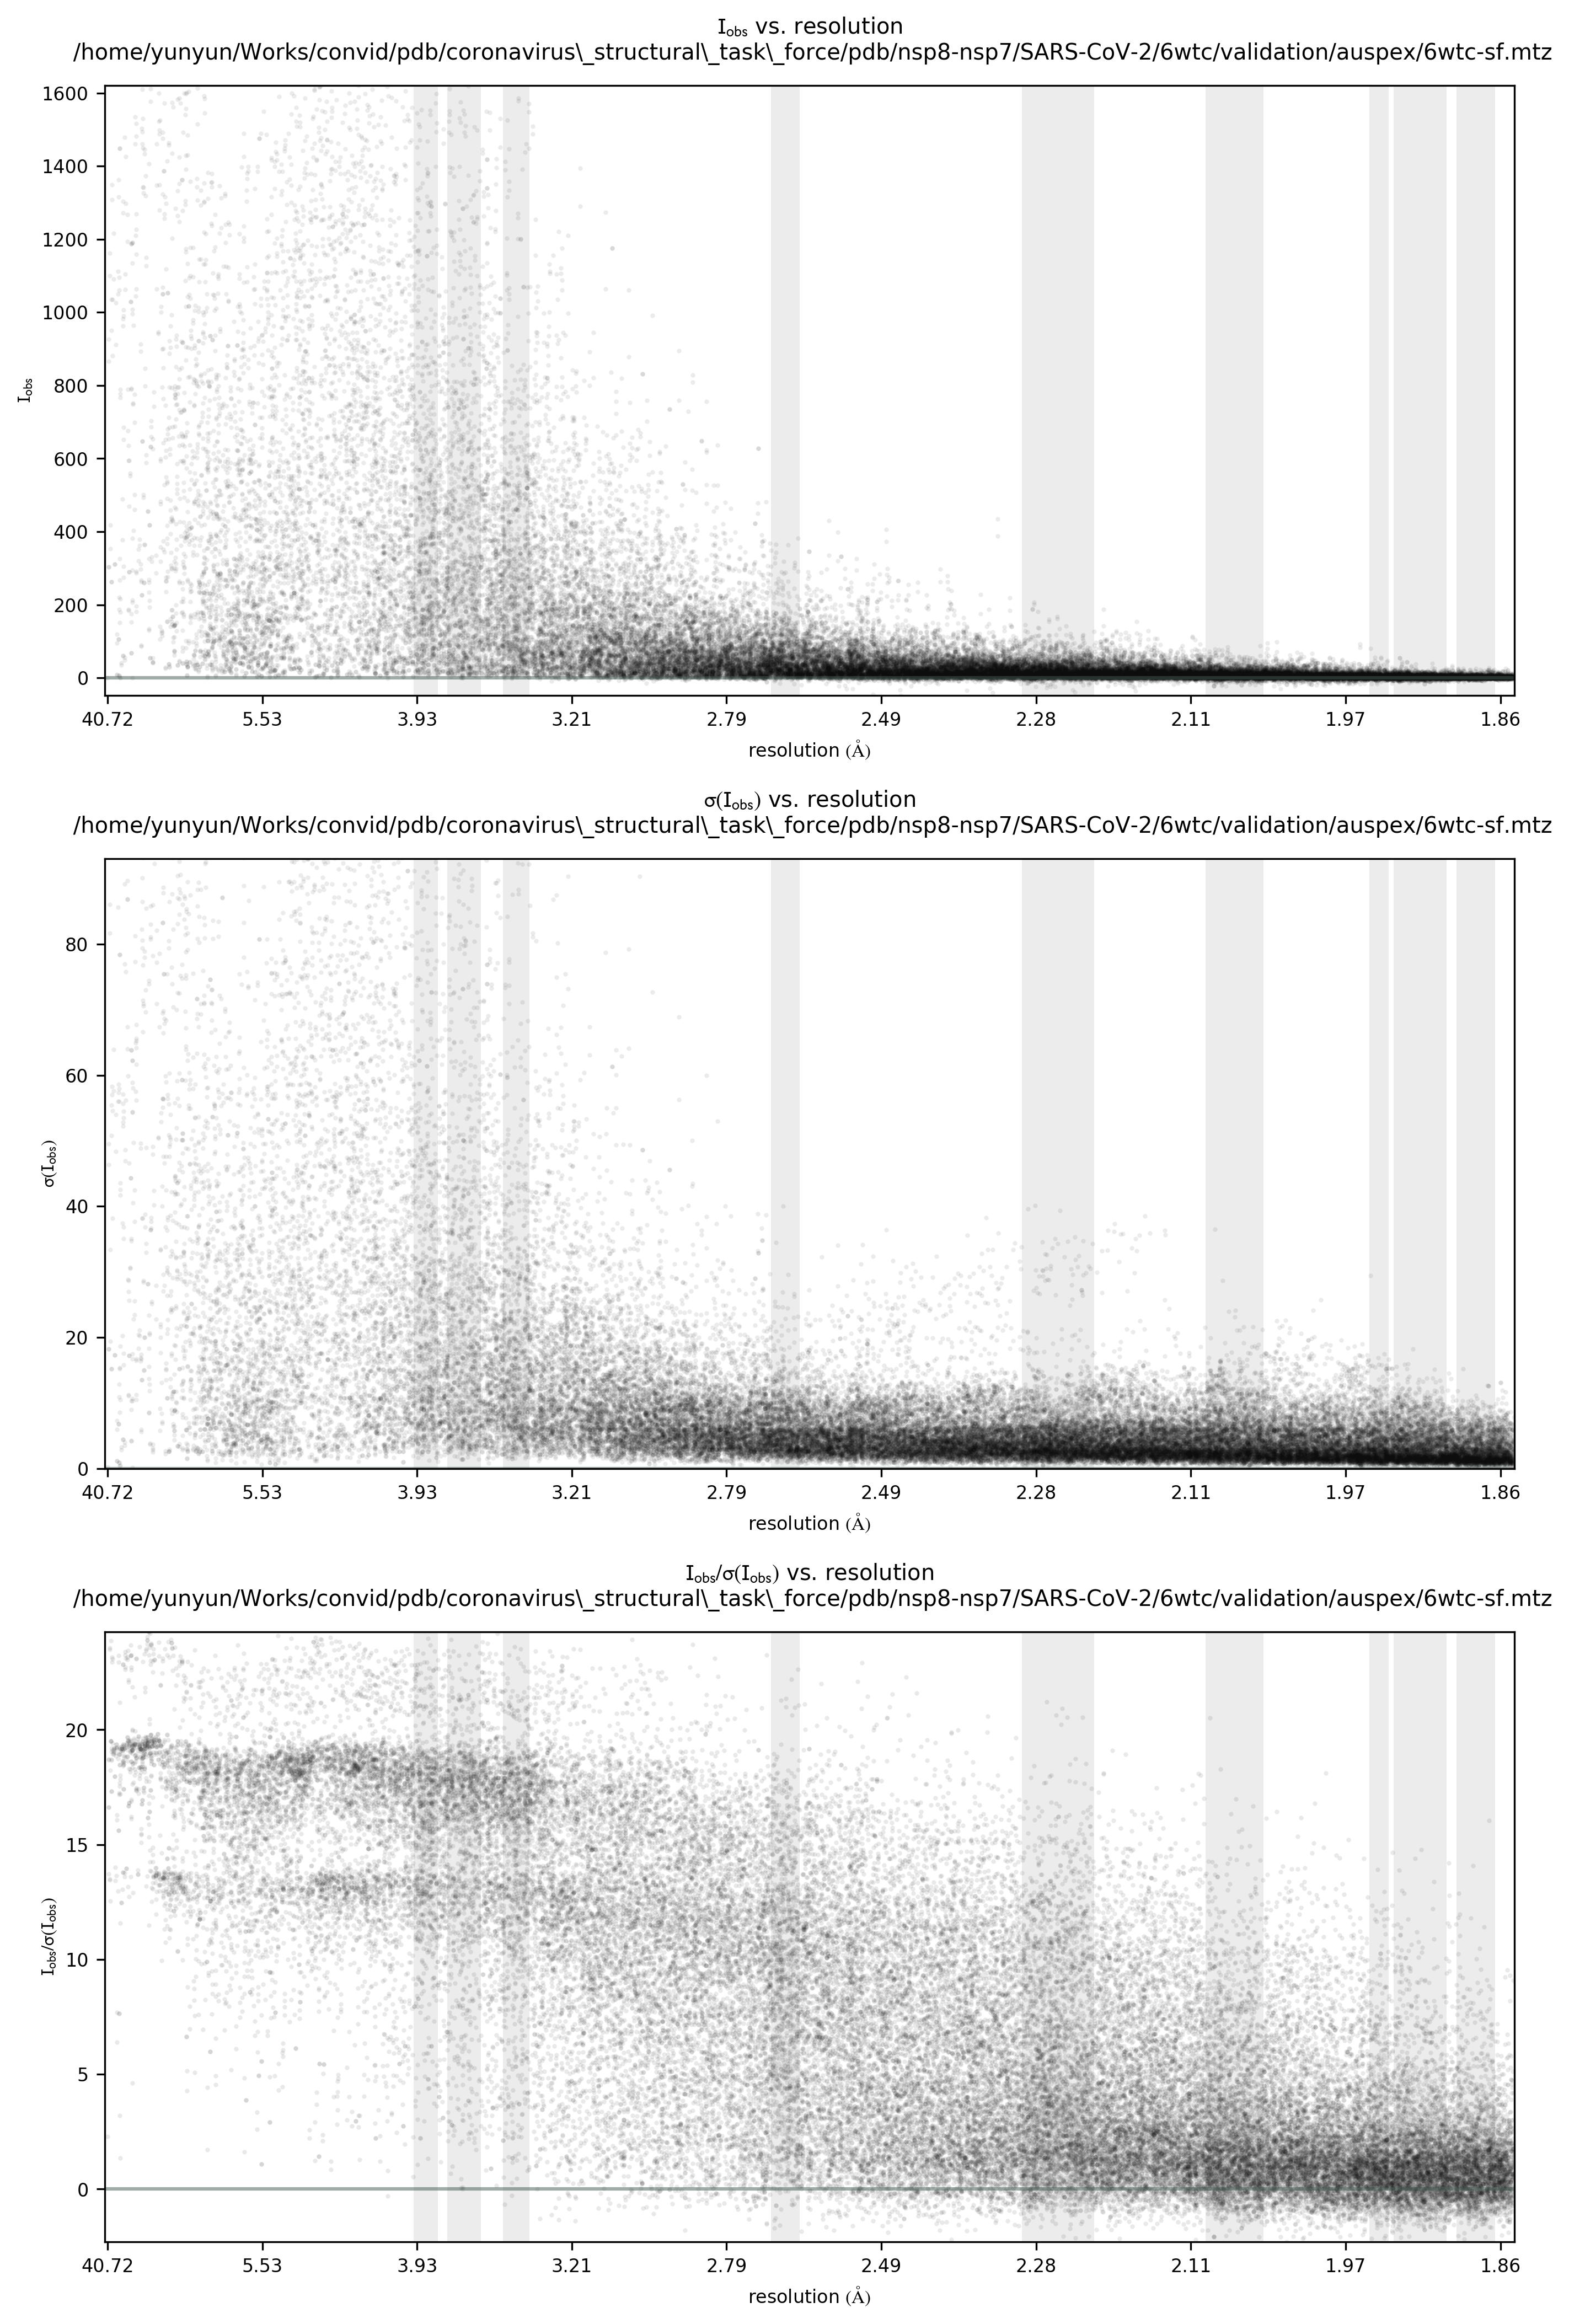 Iobs vs. resolution
/home/yunyun/Works/convid/pdb/coronavirus\_structural\_task\_force/pdb/nsp8-nsp7/SARS-CoV-2/6wtc/validation/auspex/6wtc-sf.mtz
1600
1400
1200
1000
800
600
400
200
0
Iobs
40.72 5.53 3.93 3.21 2.79 2.49 2.28 2.11 1.97 1.86
resolution (Å)
σ(Iobs) vs. resolution
/home/yunyun/Works/convid/pdb/coronavirus\_structural\_task\_force/pdb/nsp8-nsp7/SARS-CoV-2/6wtc/validation/auspex/6wtc-sf.mtz
80
60
40
20
0
σ(Iobs)
40.72 5.53 3.93 3.21 2.79 2.49 2.28 2.11 1.97 1.86
resolution (Å)
Iobs/σ(Iobs) vs. resolution
/home/yunyun/Works/convid/pdb/coronavirus\_structural\_task\_force/pdb/nsp8-nsp7/SARS-CoV-2/6wtc/validation/auspex/6wtc-sf.mtz
20
15
10
5
0
Iobs/σ(Iobs)
40.72 5.53 3.93 3.21 2.79 2.49 2.28 2.11 1.97 1.86
resolution (Å)